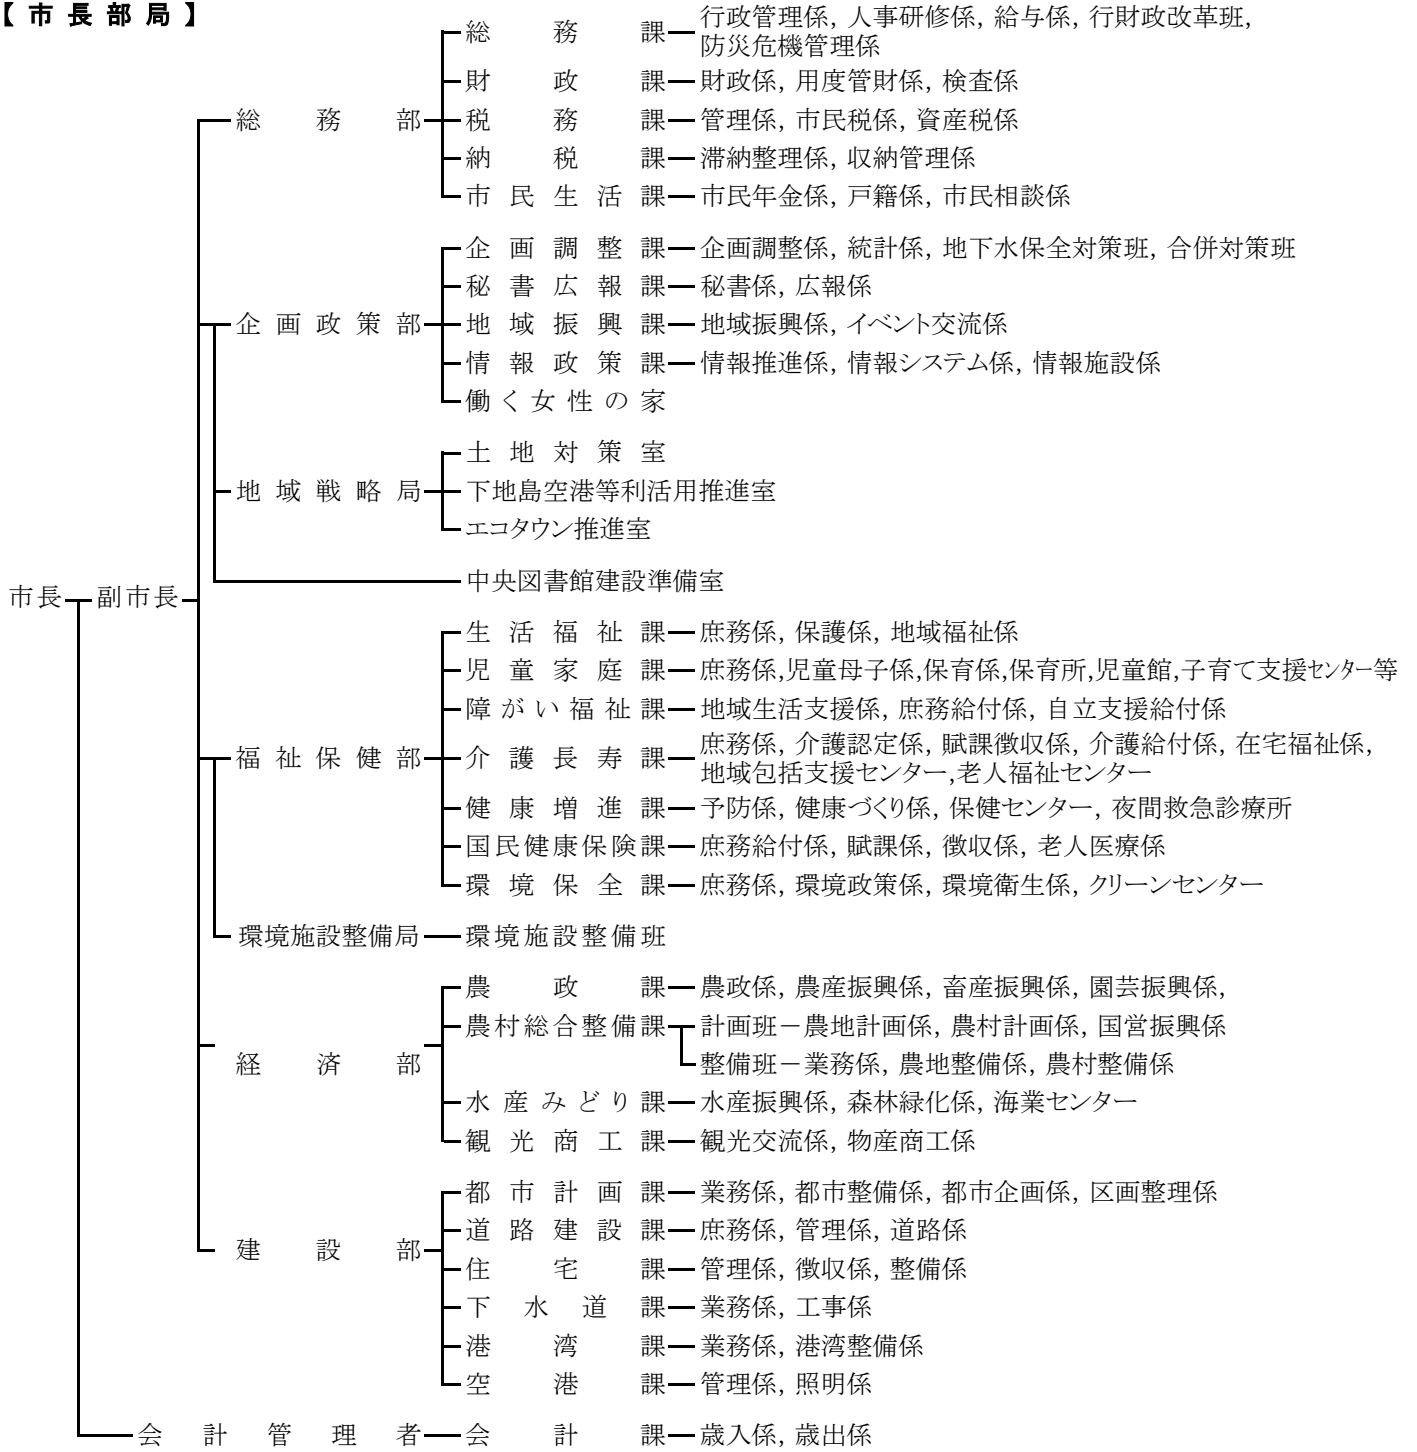 【 市 長 部 局 】
総務課 行政管理係, 人事研修係, 給与係, 行財政改革班,
防災危機管理係
財政課 財政係, 用度管財係, 検査係
総務部 税務課 管理係, 市民税係, 資産税係
納税課 滞納整理係, 収納管理係
市民生活課 市民年金係, 戸籍係, 市民相談係
企画調整課 企画調整係, 統計係, 地下水保全対策班, 合併対策班
秘書広報課 秘書係, 広報係
企画政策部 地域振興課 地域振興係, イベント交流係
情報政策課 情報推進係, 情報システム係, 情報施設係
働く女性の家
土地対策室
地域戦略局 下地島空港等利活用推進室
エコタウン推進室
中央図書館建設準備室
市長 副市長
生活福祉課 庶務係, 保護係, 地域福祉係
児童家庭課 庶務係,児童母子係,保育係,保育所,児童館,子育て支援センター等
障がい福祉課 地域生活支援係, 庶務給付係, 自立支援給付係
福祉保健部 介護長寿課 庶務係, 介護認定係, 賦課徴収係, 介護給付係, 在宅福祉係,
地域包括支援センター,老人福祉センター
健康増進課 予防係, 健康づくり係, 保健センター, 夜間救急診療所
国民健康保険課 庶務給付係, 賦課係, 徴収係, 老人医療係
環境保全課 庶務係, 環境政策係, 環境衛生係, クリーンセンター
環境施設整備局 環境施設整備班
農政課 農政係, 農産振興係, 畜産振興係, 園芸振興係,
農村総合整備課 計画班－農地計画係, 農村計画係, 国営振興係
経済部 整備班－業務係, 農地整備係, 農村整備係
水産みどり課 水産振興係, 森林緑化係, 海業センター
観光商工課 観光交流係, 物産商工係
都市計画課 業務係, 都市整備係, 都市企画係, 区画整理係
道路建設課 庶務係, 管理係, 道路係
建設部
住宅課 管理係, 徴収係, 整備係
下水道課 業務係, 工事係
港湾課 業務係, 港湾整備係
空港課 管理係, 照明係
会計管理者 会計課 歳入係, 歳出係